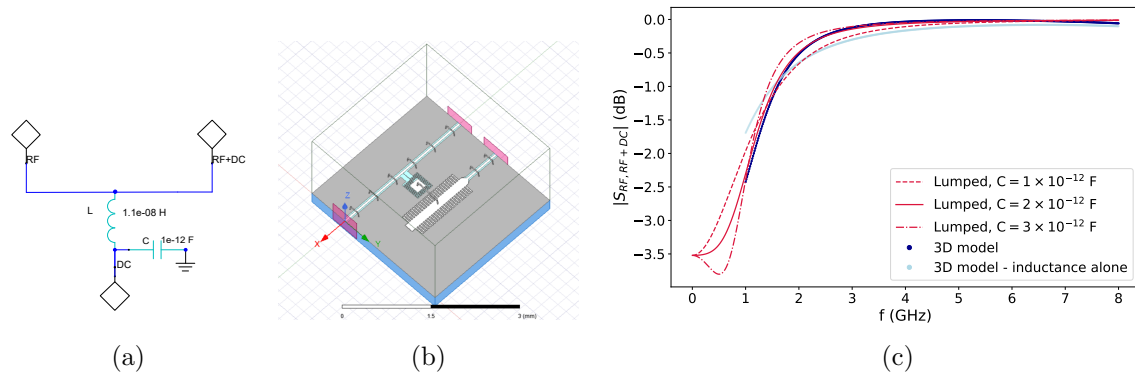 RF
RF+DC
L
1.1e-08 H
C
1e-12 F
DC
(a)
Z
X
Y
0
1.5
3 (mm)
(b)
|S_{RF, RF+DC}| (dB)
0.0
−0.5
−1.0
−1.5
−2.0
−2.5
−3.0
−3.5
Lumped, C = 1 × 10⁻¹² F
Lumped, C = 2 × 10⁻¹² F
Lumped, C = 3 × 10⁻¹² F
3D model
3D model - inductance alone
0 1 2 3 4 5 6 7 8
f (GHz)
(c)